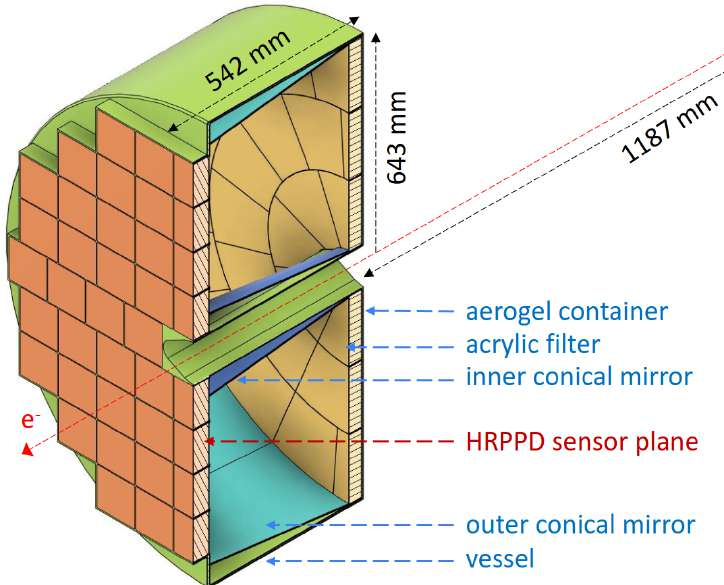 542 mm
643 mm
1187 mm
aerogel container
acrylic filter
inner conical mirror
e⁻
HRPPD sensor plane
outer conical mirror
vessel